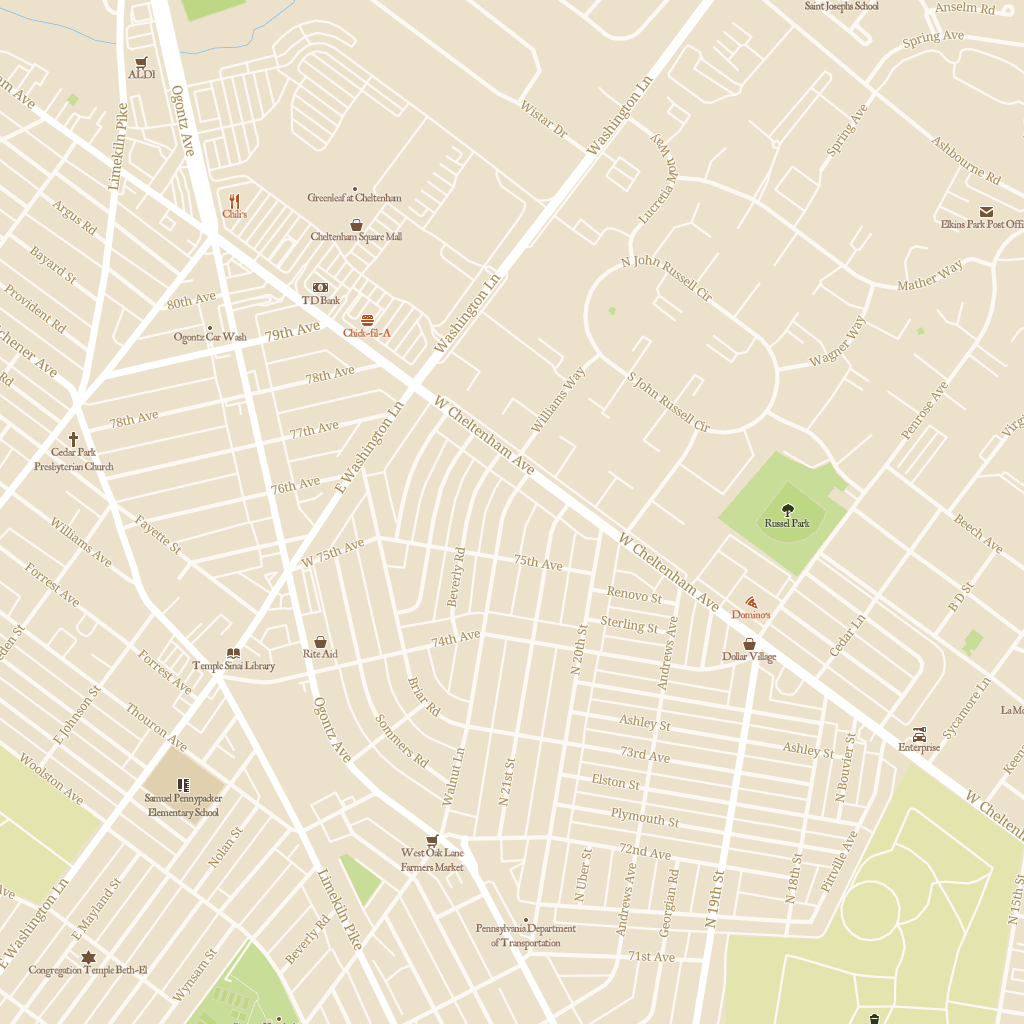 Saint Josephs School
Anselm Rd
Spring Ave
ALDI
Ogontz Ave
Limekiln Pike
Wistar Dr
Washington Ln
Lucretia Mott Way
Spring Ave
Ashbourne Rd
Argus Rd
Chili's
Greenleaf at Cheltenham
Cheltenham Square Mall
Elkins Park Post Offi
Bayard St
Provident Rd
80th Ave
TD Bank
Washington Ln
N John Russell Cir
Mather Way
Ogontz Car Wash
79th Ave
Chick-fil-A
Wagner Way
78th Ave
78th Ave
77th Ave
76th Ave
E Washington Ln
W Cheltenham Ave
Williams Way
S John Russell Cir
Penrose Ave
Cedar Park
Presbyterian Church
Williams Ave
Fayette St
Forrest Ave
W 75th Ave
75th Ave
Beverly Rd
W Cheltenham Ave
Russel Park
Beech Ave
B D St
Renovo St
Sterling St
Domino's
Dollar Village
Cedar Ln
N 20th St
Andrews Ave
74th Ave
Rite Aid
Temple Sinai Library
Forrest Ave
E Johnson St
Thouron Ave
Ogontz Ave
Briar Rd
Sommers Rd
Ashley St
Ashley St
73rd Ave
Enterprise
Sycamore Ln
Woolston Ave
Samuel Pennypacker
Elementary School
Walnut Ln
N 21st St
Elston St
Plymouth St
N Bouvier St
W Cheltenh
Nolan St
West Oak Lane
Farmers Market
72nd Ave
Pittville Ave
Limekiln Pike
N Uber St
Andrews Ave
Georgian Rd
N 19th St
N 18th St
N 15th St
E Washington Ln
E Mayland St
Beverly Rd
Pennsylvania Department
of Transportation
71st Ave
Congregation Temple Beth-El
Wynsam St